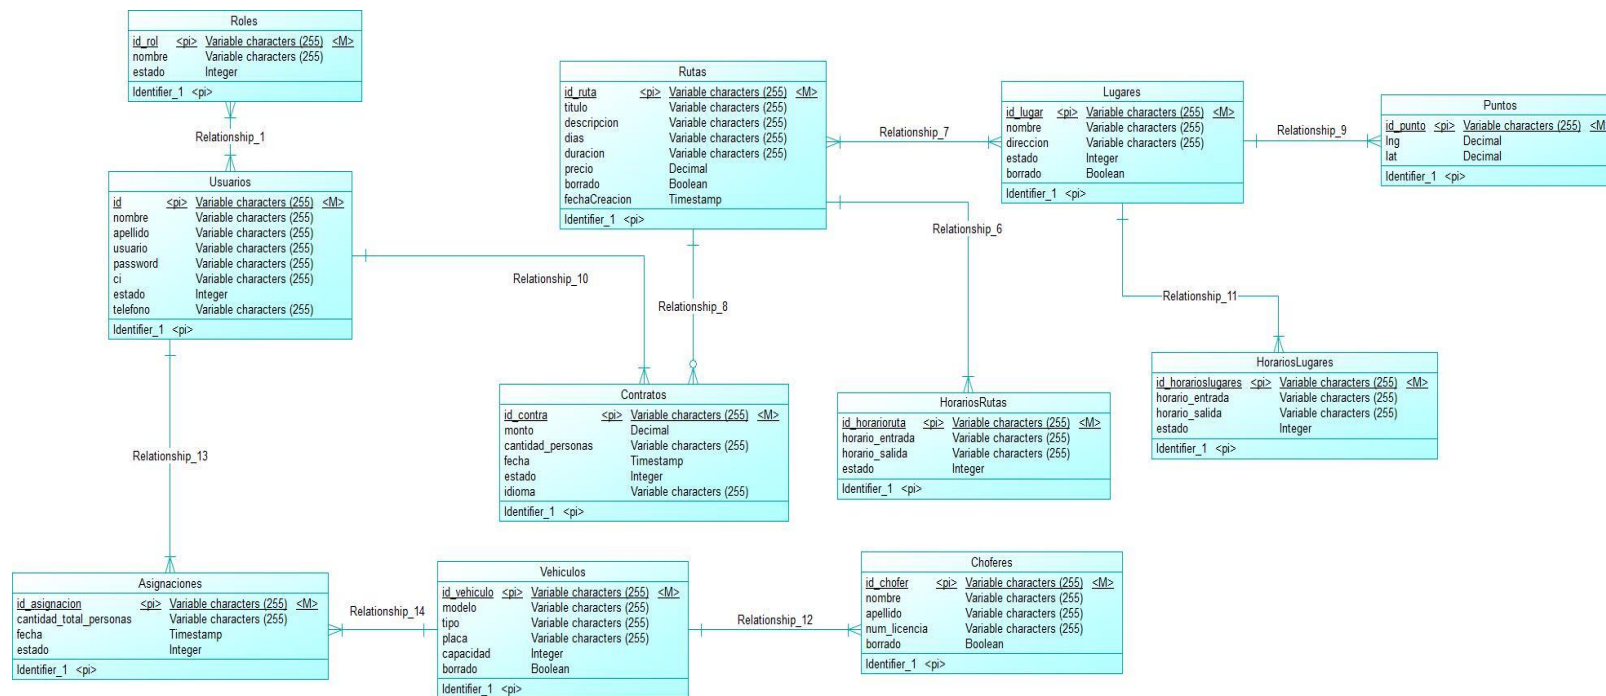 Roles
id_rol <pi> Variable characters (255) <M>
nombre Variable characters (255)
estado Integer
Identifier_1 <pi>
Relationship_1
Usuarios
id <pi> Variable characters (255) <M>
nombre Variable characters (255)
apellido Variable characters (255)
usuario Variable characters (255)
password Variable characters (255)
ci Variable characters (255)
estado Integer
telefono Variable characters (255)
Identifier_1 <pi>
Rutas
id_ruta <pi> Variable characters (255) <M>
titulo Variable characters (255)
descripcion Variable characters (255)
dias Variable characters (255)
duracion Variable characters (255)
precio Decimal
borrado Boolean
fechaCreacion Timestamp
Identifier_1 <pi>
Relationship_7
Lugares
id_lugar <pi> Variable characters (255) <M>
nombre Variable characters (255)
direccion Variable characters (255)
estado Integer
borrado Boolean
Identifier_1 <pi>
Relationship_9
Puntos
id_punto <pi> Variable characters (255) <M>
lng Decimal
lat Decimal
Identifier_1 <pi>
Relationship_6
Relationship_10
Relationship_8
Relationship_11
Contratos
id_contra <pi> Variable characters (255) <M>
monto Decimal
cantidad_personas Variable characters (255)
fecha Timestamp
estado Integer
idioma Variable characters (255)
Identifier_1 <pi>
HorariosRutas
id_horarioruta <pi> Variable characters (255) <M>
horario_entrada Variable characters (255)
horario_salida Variable characters (255)
estado Integer
Identifier_1 <pi>
HorariosLugares
id_horarioslugares <pi> Variable characters (255) <M>
horario_entrada Variable characters (255)
horario_salida Variable characters (255)
estado Integer
Identifier_1 <pi>
Relationship_13
Asignaciones
id_asignacion <pi> Variable characters (255) <M>
cantidad_total_personas Variable characters (255)
fecha Timestamp
estado Integer
Identifier_1 <pi>
Relationship_14
Vehiculos
id_vehiculo <pi> Variable characters (255) <M>
modelo Variable characters (255)
tipo Variable characters (255)
placa Variable characters (255)
capacidad Integer
borrado Boolean
Identifier_1 <pi>
Relationship_12
Choferes
id_chofer <pi> Variable characters (255) <M>
nombre Variable characters (255)
apellido Variable characters (255)
num_licencia Variable characters (255)
borrado Boolean
Identifier_1 <pi>